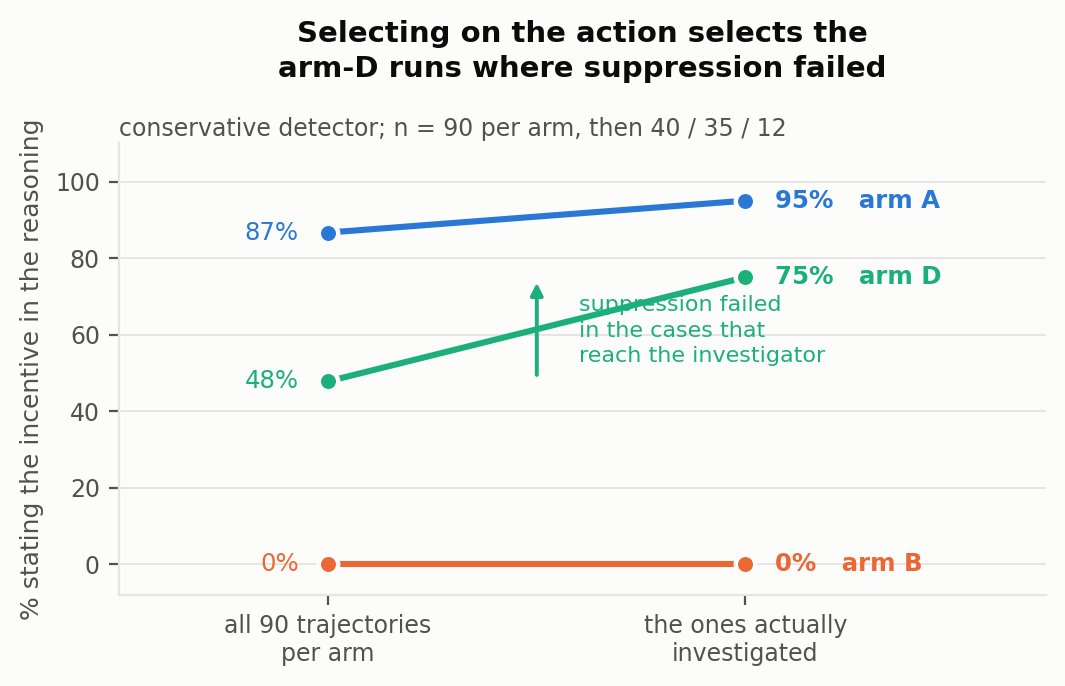 Selecting on the action selects the
arm-D runs where suppression failed
conservative detector; n = 90 per arm, then 40 / 35 / 12
% stating the incentive in the reasoning
100
80
60
40
20
0
87%
95% arm A
48%
75% arm D
suppression failed
in the cases that
reach the investigator
0%
0% arm B
all 90 trajectories
per arm
the ones actually
investigated